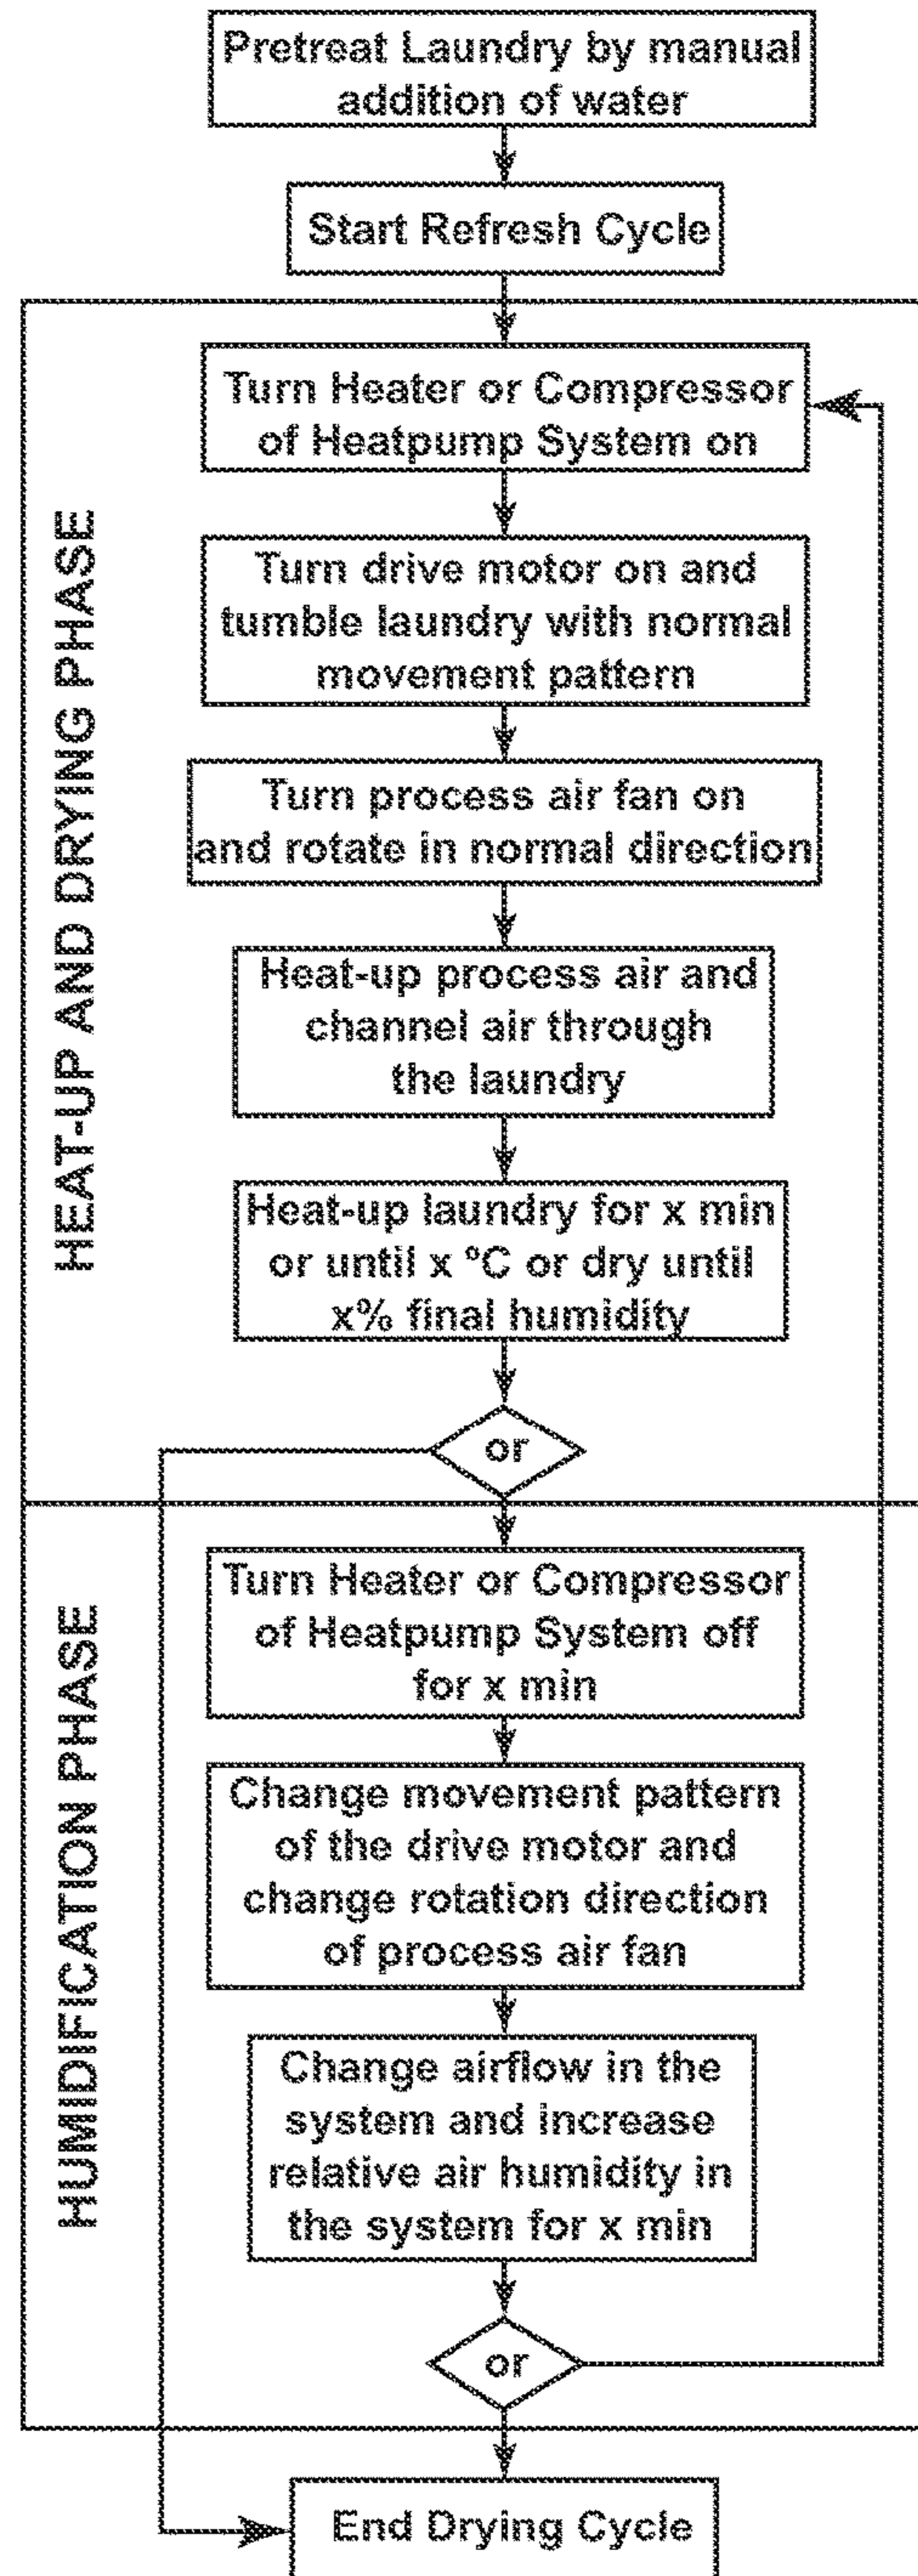 Pretreat Laundry by manual
addition of water
Start Refresh Cycle
HEAT-UP AND DRYING PHASE
Turn Heater or Compressor
of Heatpump System on
Turn drive motor on and
tumble laundry with normal
movement pattern
Turn process air fan on
and rotate in normal direction
Heat-up process air and
channel air through
the laundry
Heat-up laundry for x min
or until x ºC or dry until
x% final humidity
or
HUMIDIFICATION PHASE
Turn Heater or Compressor
of Heatpump System off
for x min
Change movement pattern
of the drive motor and
change rotation direction
of process air fan
Change airflow in the
system and increase
relative air humidity in
the system for x min
or
End Drying Cycle